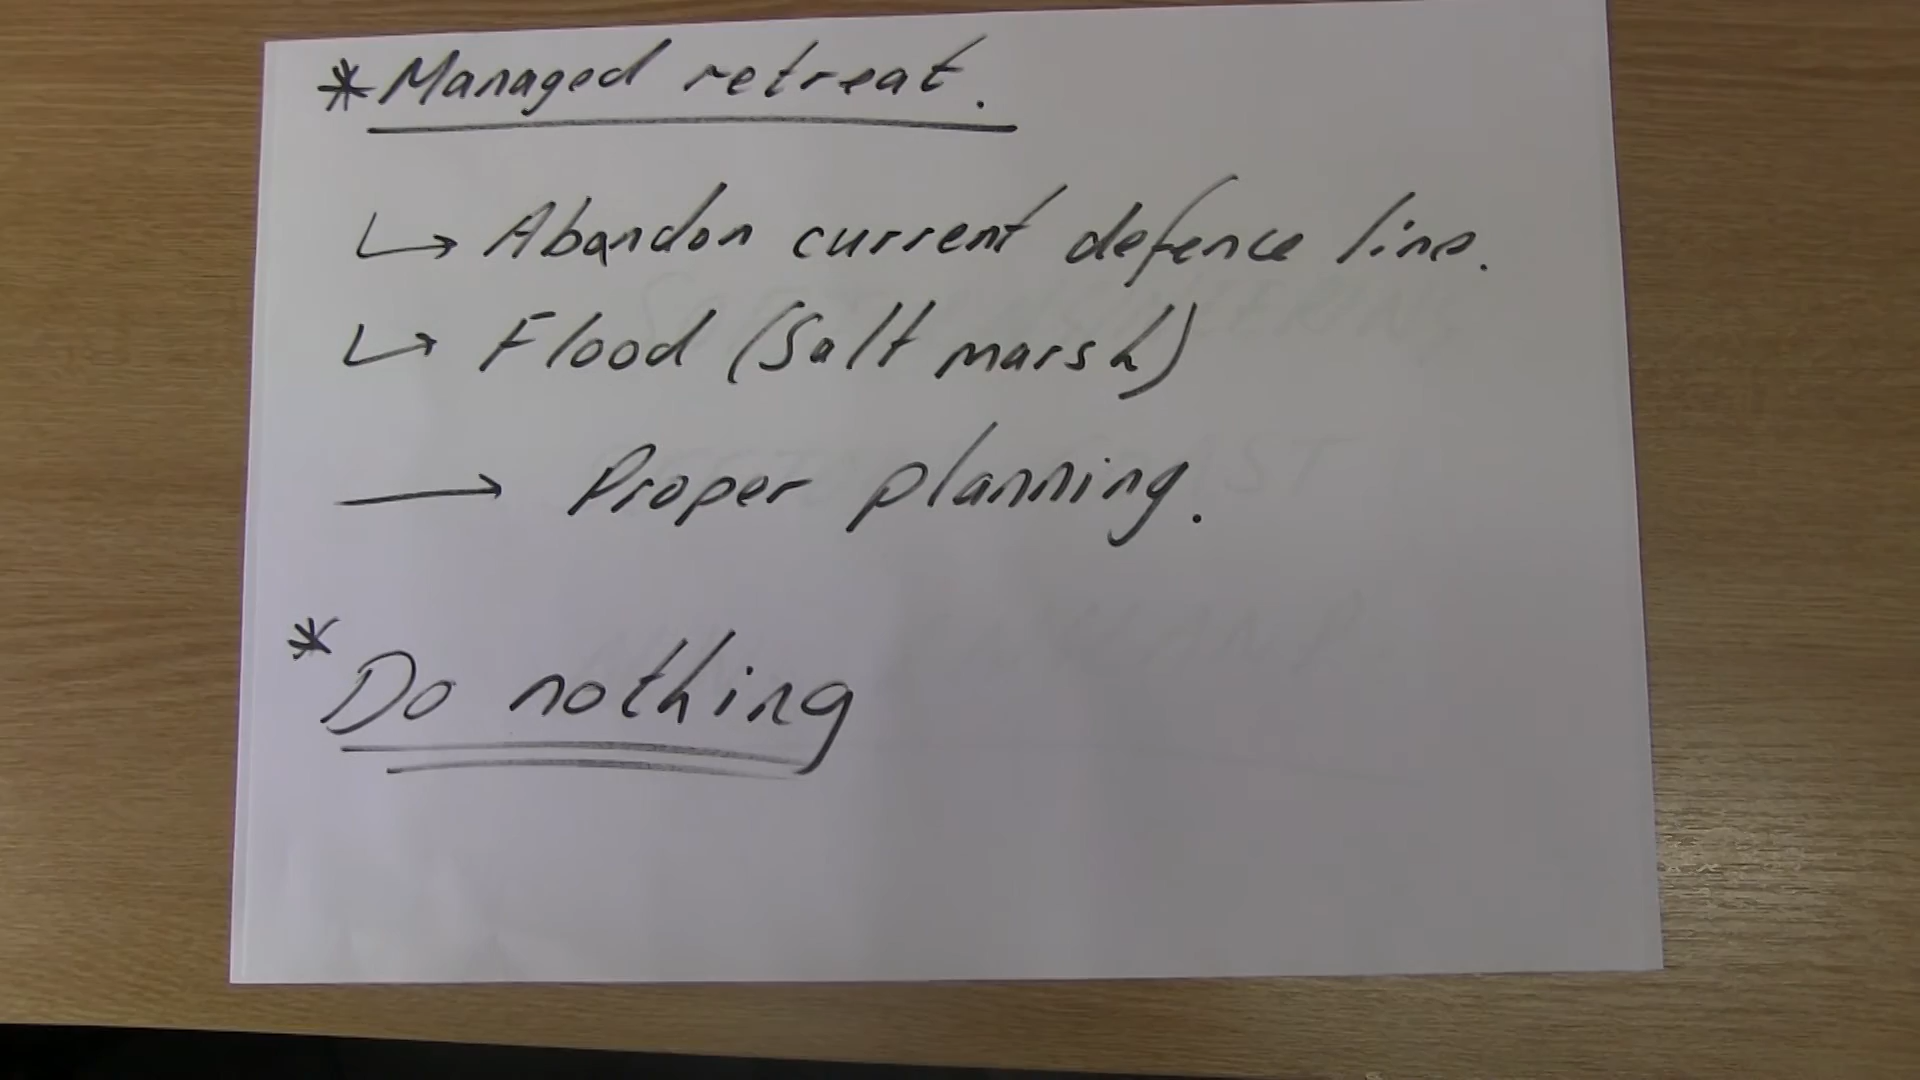 * Managed retreat.
↳ Abandon current defence line.
↳ Flood (Salt marsh)
→ Proper planning.
* Do nothing